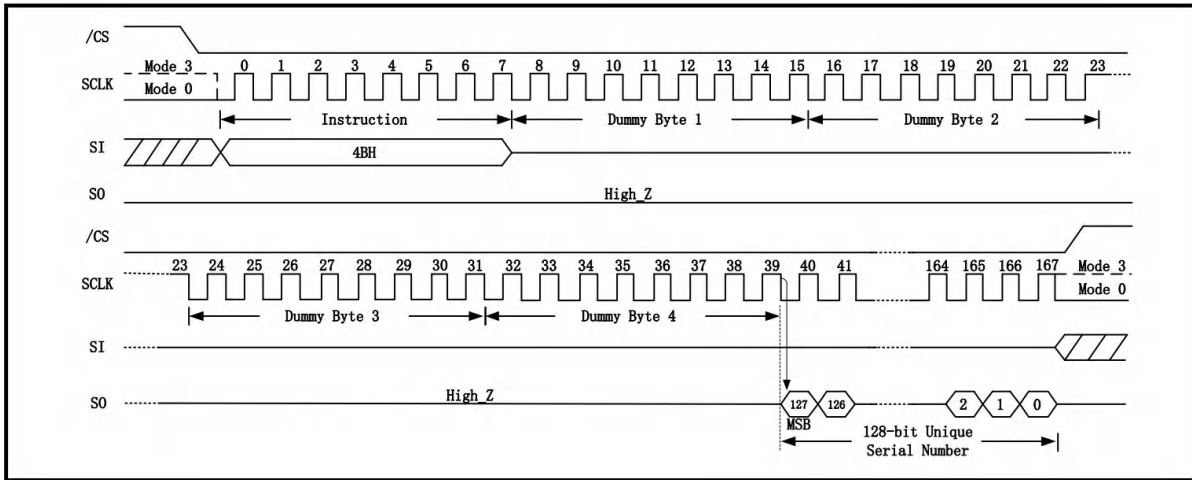 /CS
Mode 3
0 1 2 3 4 5 6 7 8 9 10 11 12 13 14 15 16 17 18 19 20 21 22 23
SCLK
Mode 0
Instruction Dummy Byte 1 Dummy Byte 2
SI
4BH
SO
High_Z
/CS
23 24 25 26 27 28 29 30 31 32 33 34 35 36 37 38 39 40 41 164 165 166 167 Mode 3
SCLK
Mode 0
Dummy Byte 3 Dummy Byte 4
SI
SO
High_Z
127 126 2 1 0
MSB
128-bit Unique
Serial Number